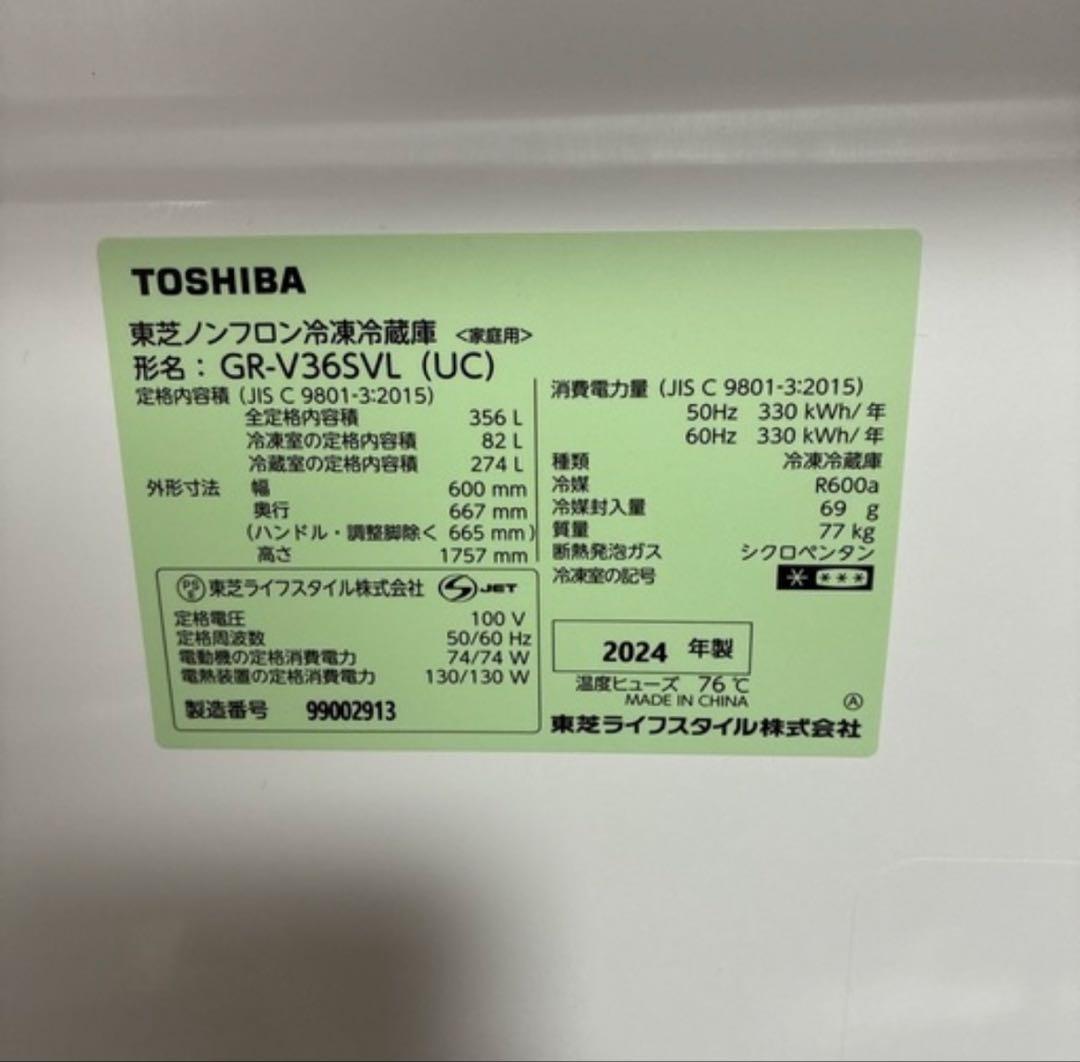 TOSHIBA
東芝ノンフロン冷凍冷蔵庫 <家庭用>
形名：GR-V36SVL (UC)
定格内容積 (JIS C 9801-3:2015)
全定格内容積 356 L
冷凍室の定格内容積 82 L
冷蔵室の定格内容積 274 L
外形寸法 幅 600 mm
奥行 667 mm
(ハンドル・調整脚除く 665 mm)
高さ 1757 mm
PS E 東芝ライフスタイル株式会社 S JET
定格電圧 100 V
定格周波数 50/60 Hz
電動機の定格消費電力 74/74 W
電熱装置の定格消費電力 130/130 W
製造番号 99002913
消費電力量 (JIS C 9801-3:2015)
50Hz 330 kWh/年
60Hz 330 kWh/年
種類 冷凍冷蔵庫
冷媒 R600a
冷媒封入量 69 g
質量 77 kg
断熱発泡ガス シクロペンタン
冷凍室の記号
2024 年製
温度ヒューズ 76℃
MADE IN CHINA Ⓐ
東芝ライフスタイル株式会社